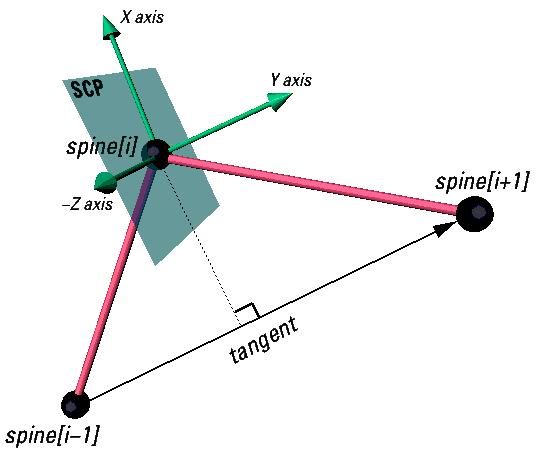 X axis
SCP
Y axis
spine[i]
spine[i+1]
–Z axis
tangent
spine[i–1]